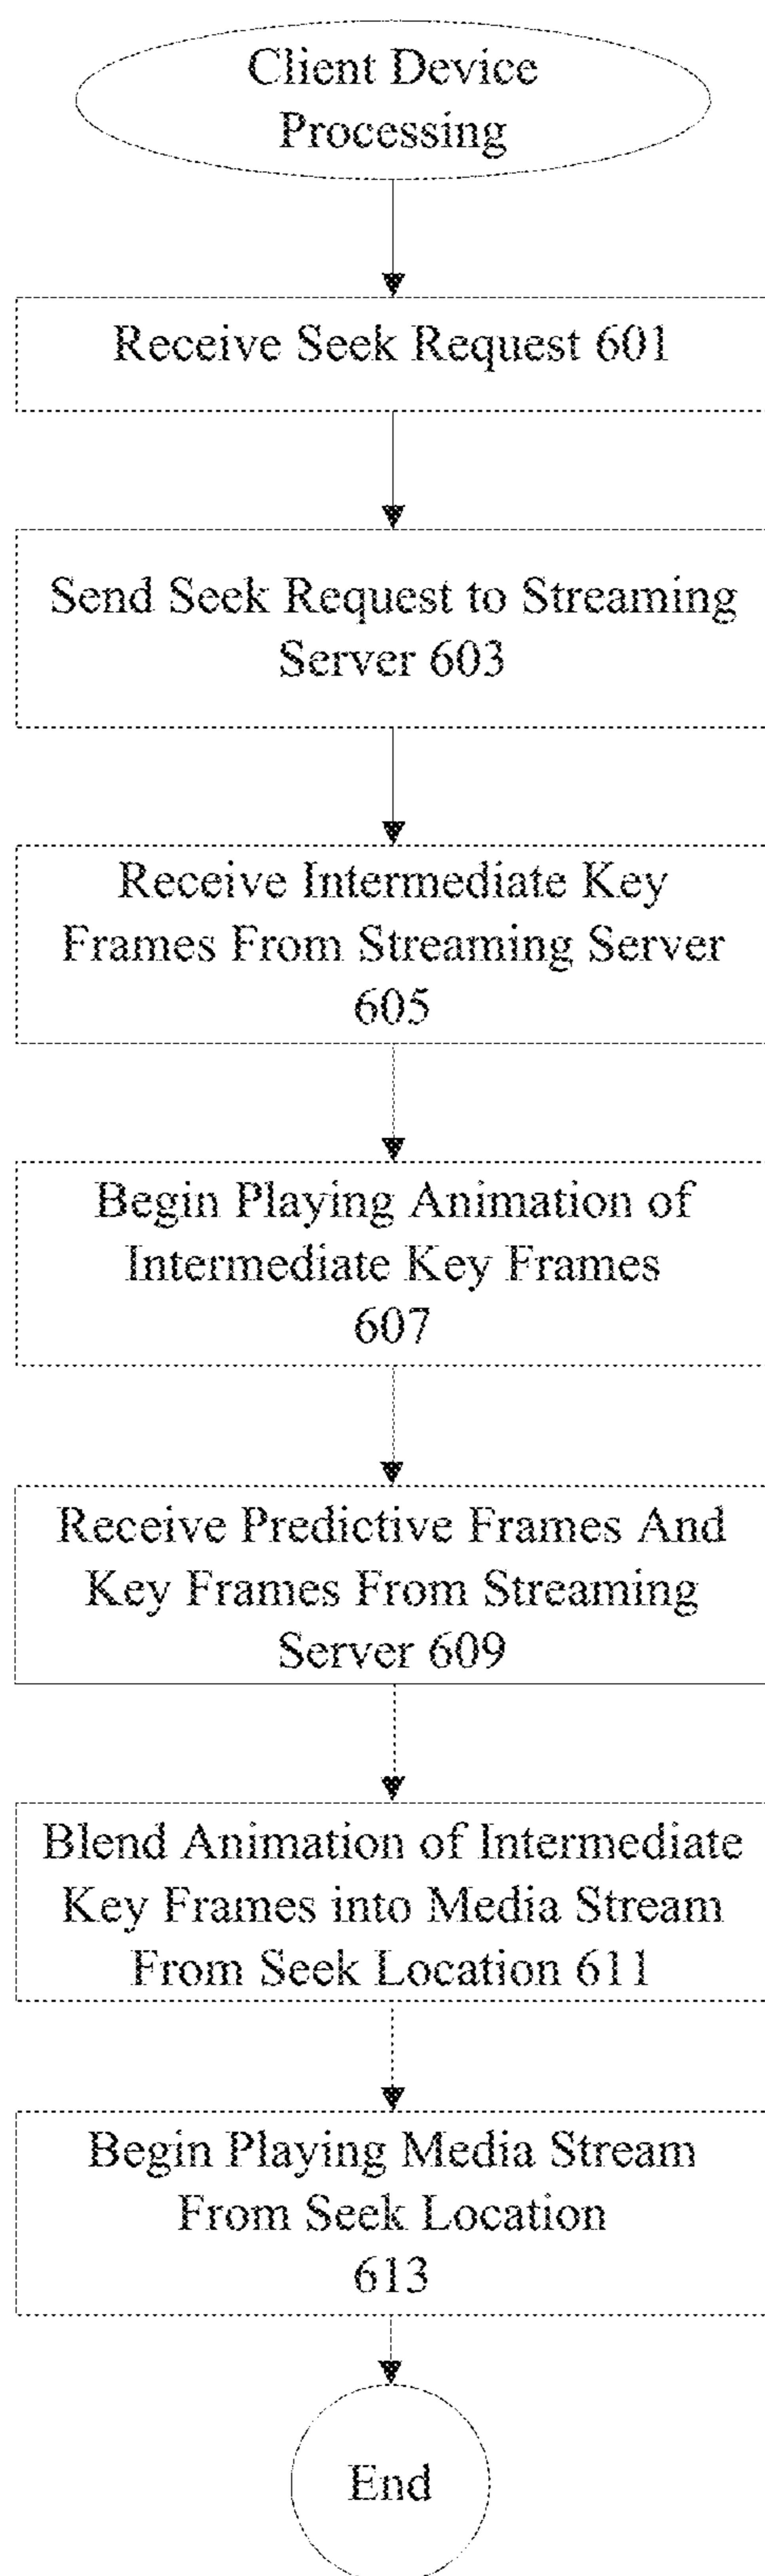 Client Device
Processing
Receive Seek Request 601
Send Seek Request to Streaming
Server 603
Receive Intermediate Key
Frames From Streaming Server
605
Begin Playing Animation of
Intermediate Key Frames
607
Receive Predictive Frames And
Key Frames From Streaming
Server 609
Blend Animation of Intermediate
Key Frames into Media Stream
From Seek Location 611
Begin Playing Media Stream
From Seek Location
613
End